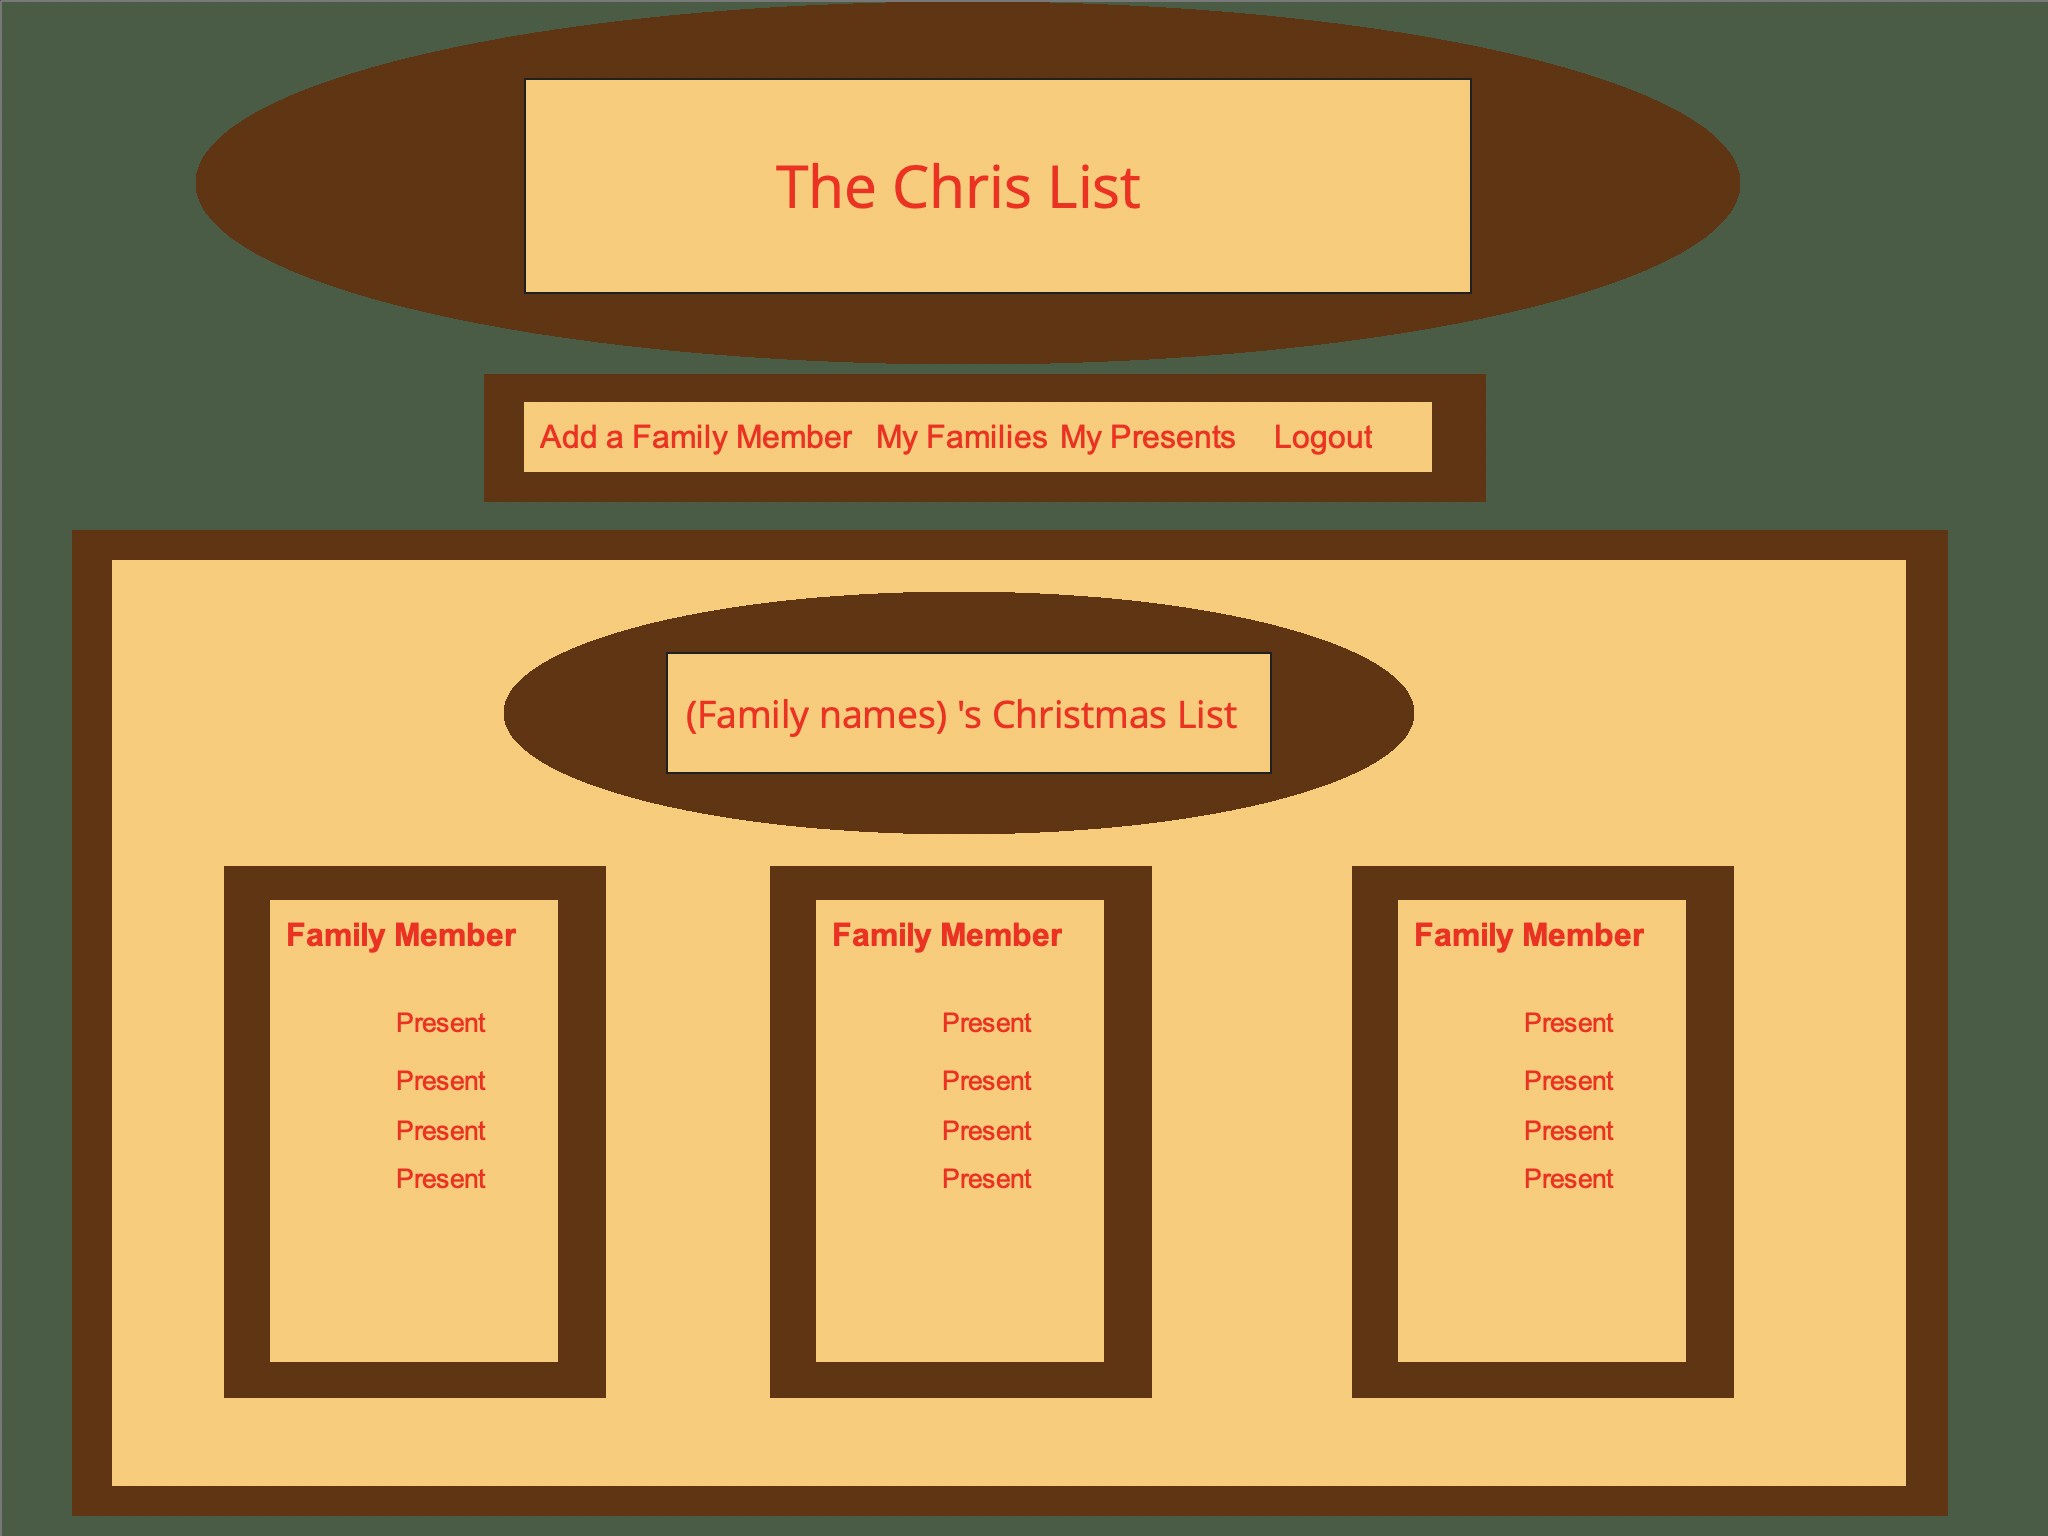 The Chris List
Add a Family Member My Families My Presents Logout
(Family names) 's Christmas List
Family Member
Present
Present
Present
Present
Family Member
Present
Present
Present
Present
Family Member
Present
Present
Present
Present